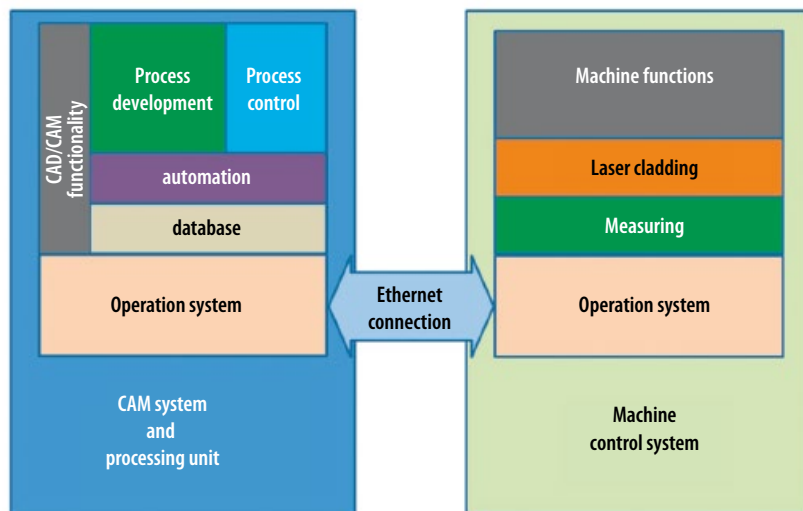 CAD/CAM
functionality
Process
development
Process
control
automation
database
Operation system
CAM system
and
processing unit
Ethernet
connection
Machine functions
Laser cladding
Measuring
Operation system
Machine
control system